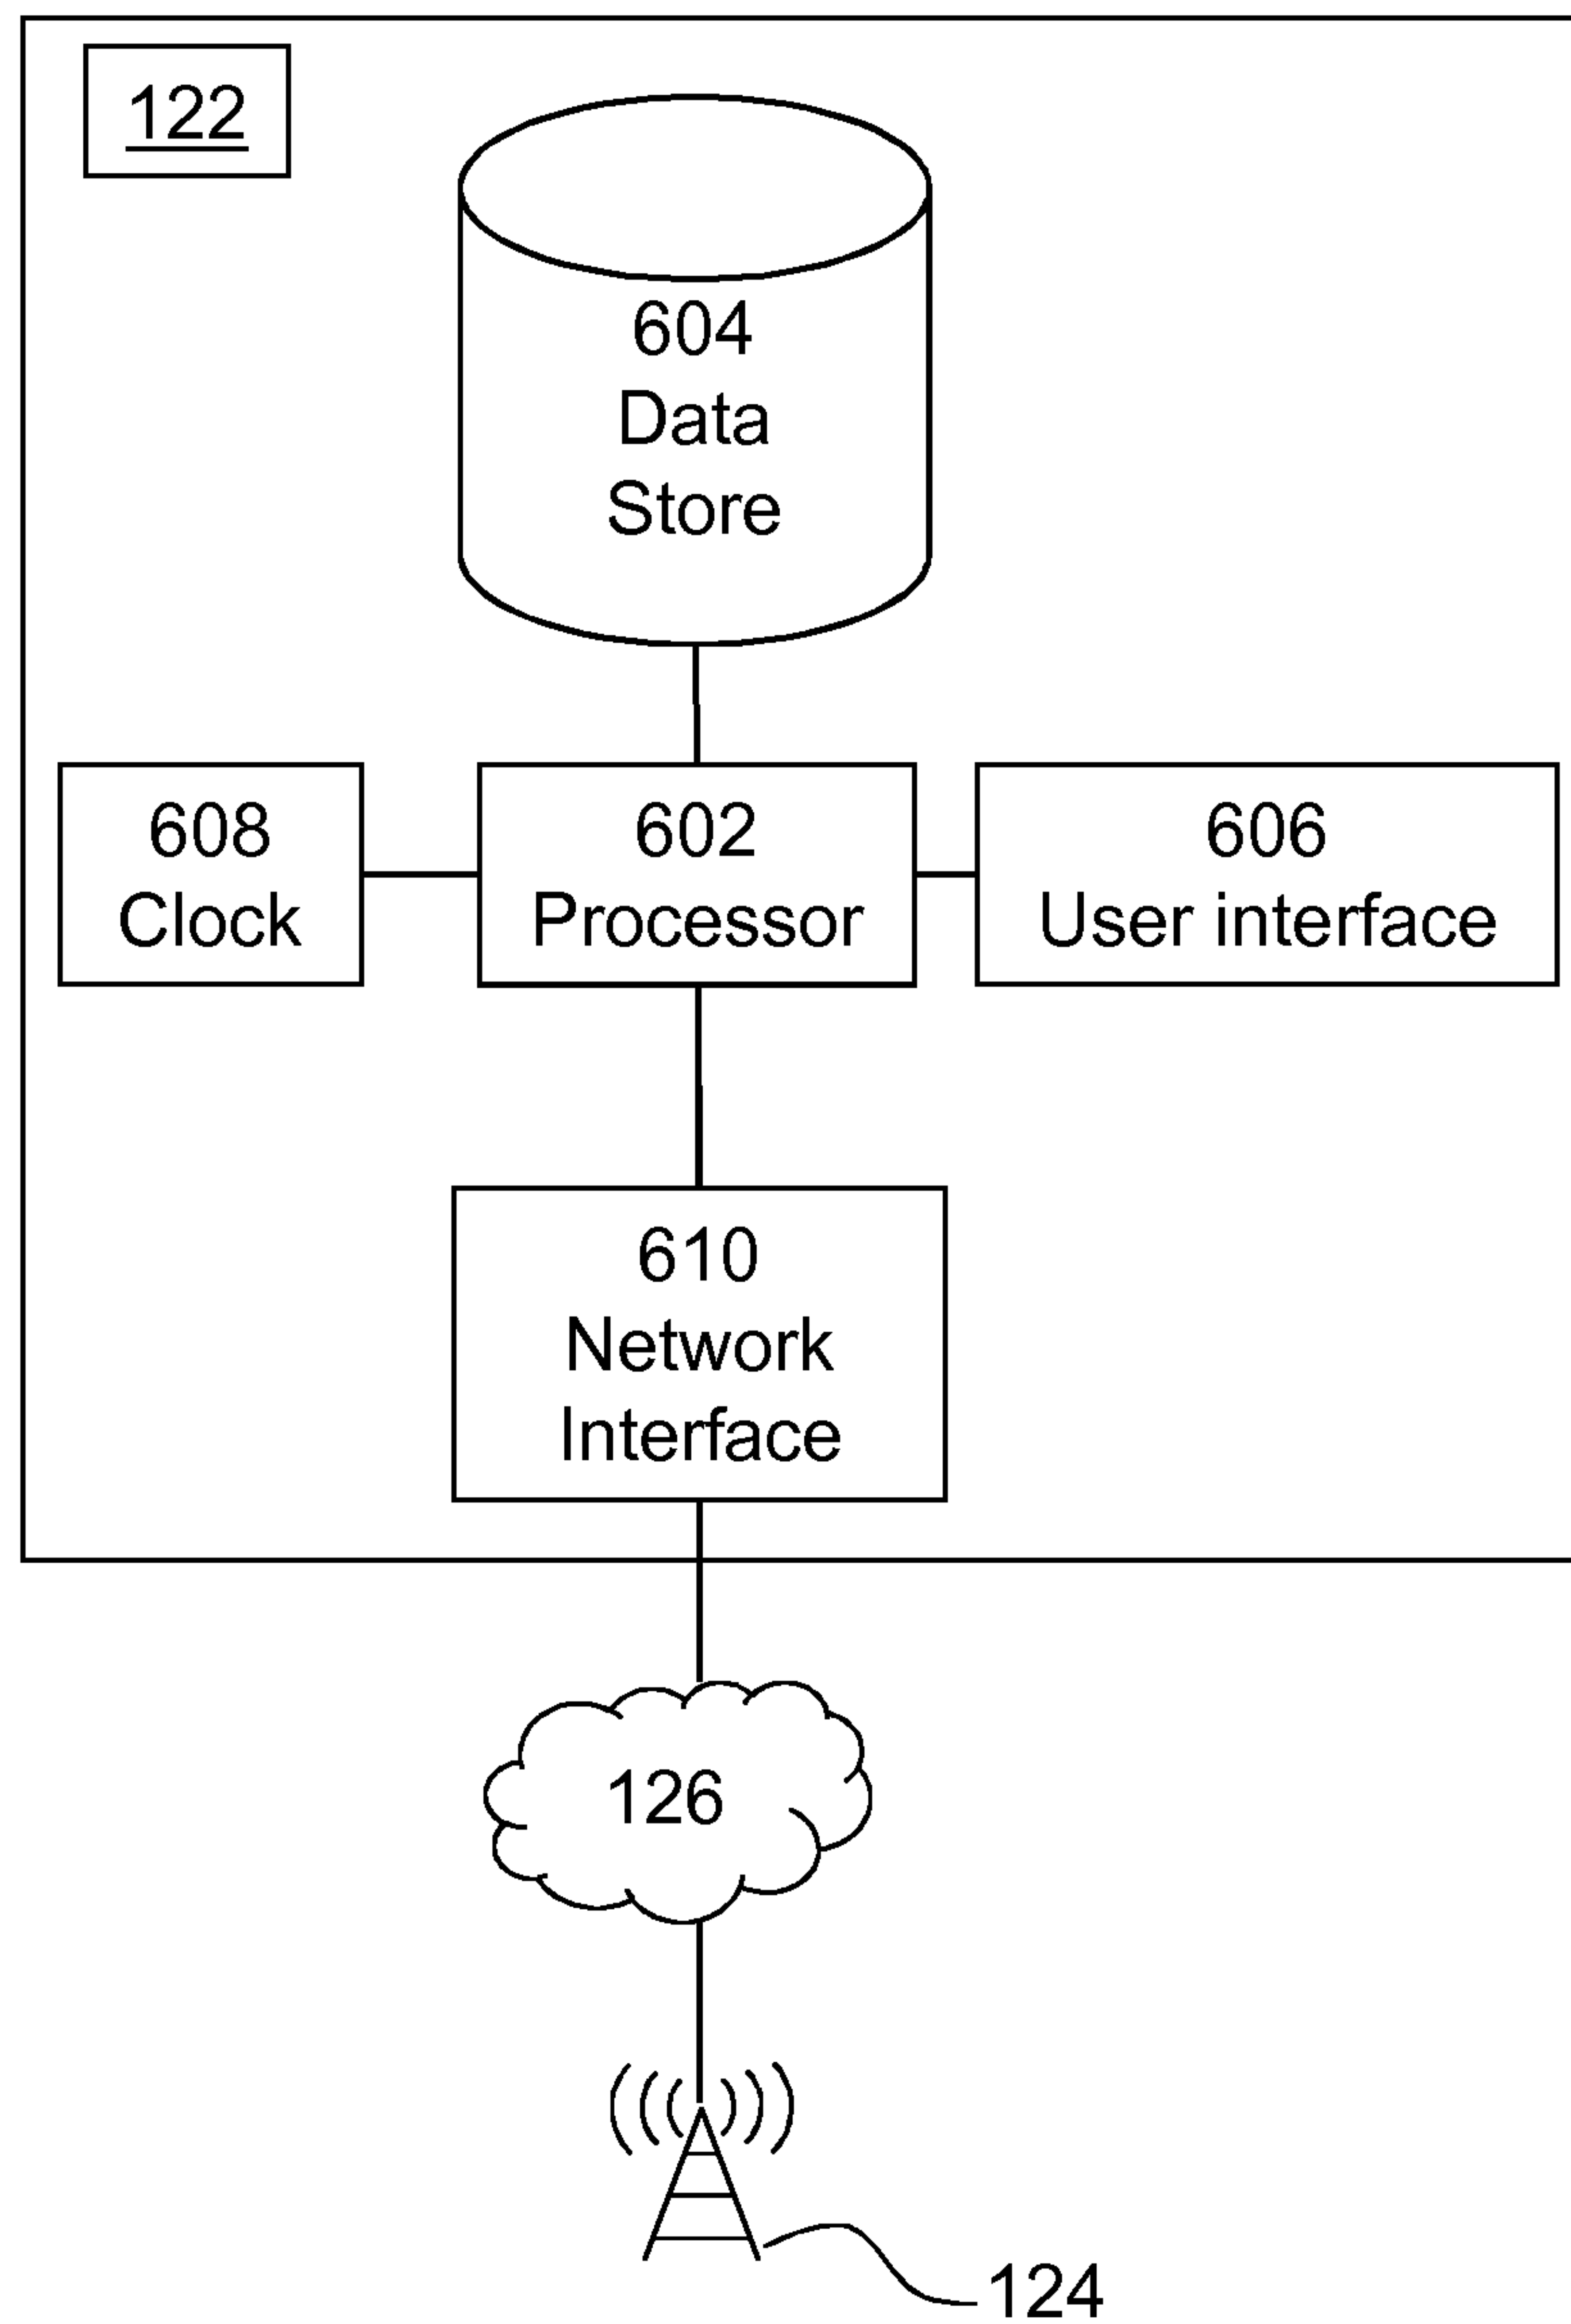 122
604
Data
Store
608
Clock
602
Processor
606
User interface
610
Network
Interface
126
124